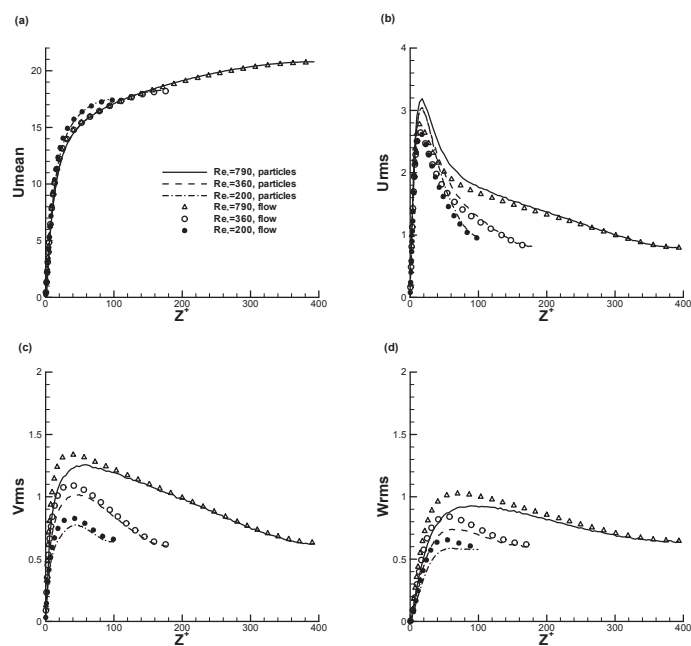 (a)
Umean
20
15
10
5
0
0 100 200 300 400
Z+
Re*=790, particles
Re*=360, particles
Re*=200, particles
Re*=790, flow
Re*=360, flow
Re*=200, flow
(b)
Urms
4
3
2
1
0
0 100 200 300 400
Z+
(c)
Vrms
2
1.5
1
0.5
0
0 100 200 300 400
Z+
(d)
Wrms
2
1.5
1
0.5
0
0 100 200 300 400
Z+